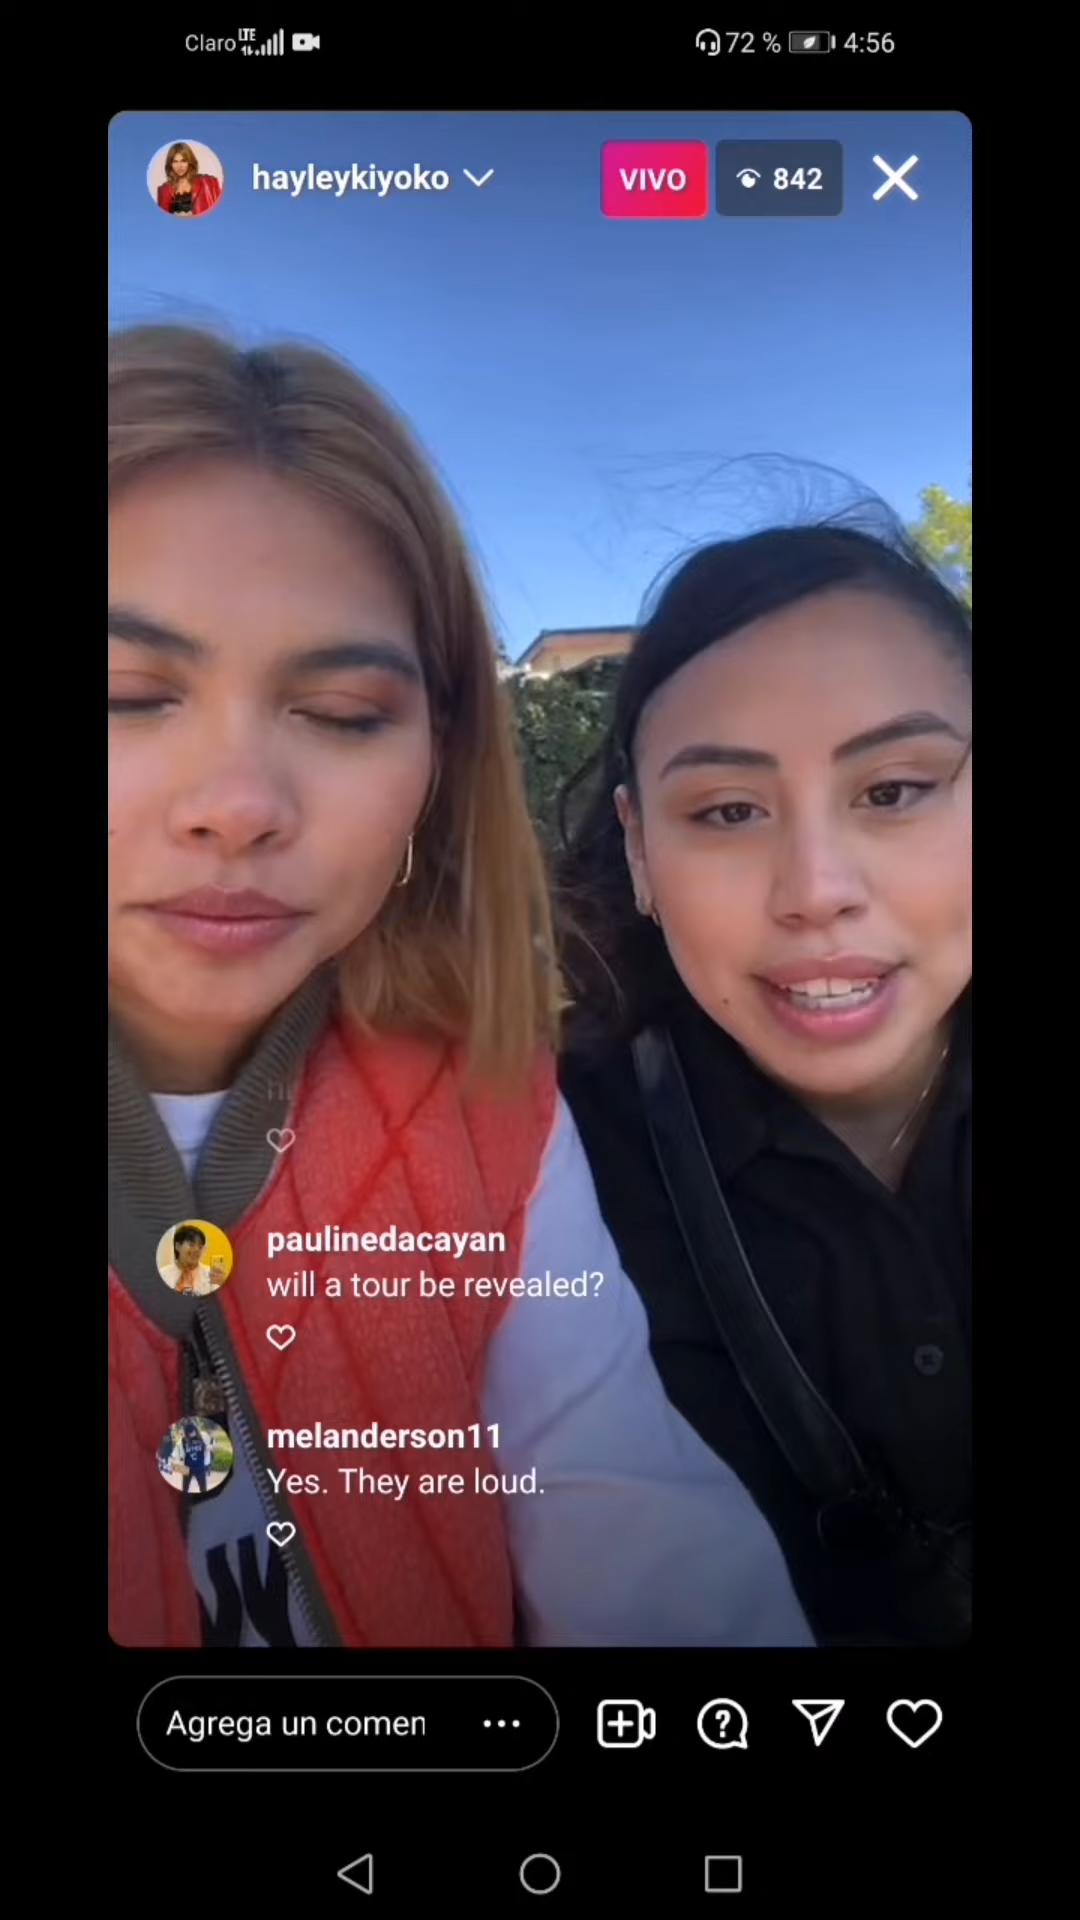 Claro LTE 72 % 4:56
hayleykiyoko VIVO 842
paulinedacayan
will a tour be revealed?
melanderson11
Yes. They are loud.
Agrega un comen